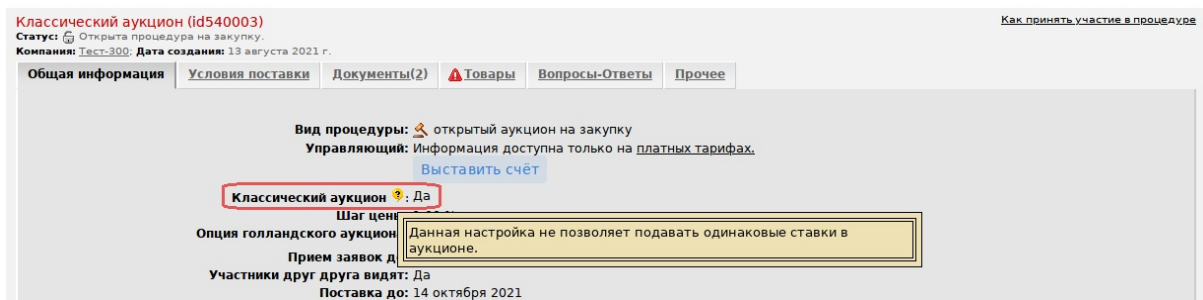 Классический аукцион (id540003)
Как принять участие в процедуре
Статус: Открыта процедура на закупку.
Компания: Тест-300; Дата создания: 13 августа 2021 г.
Общая информация Условия поставки Документы(2) Товары Вопросы-Ответы Прочее
Вид процедуры: открытый аукцион на закупку
Управляющий: Информация доступна только на платных тарифах.
Выставить счёт
Классический аукцион ?: Да
Шаг цены
Опция голландского аукцион
Данная настройка не позволяет подавать одинаковые ставки в
аукционе.
Прием заявок д
Участники друг друга видят: Да
Поставка до: 14 октября 2021